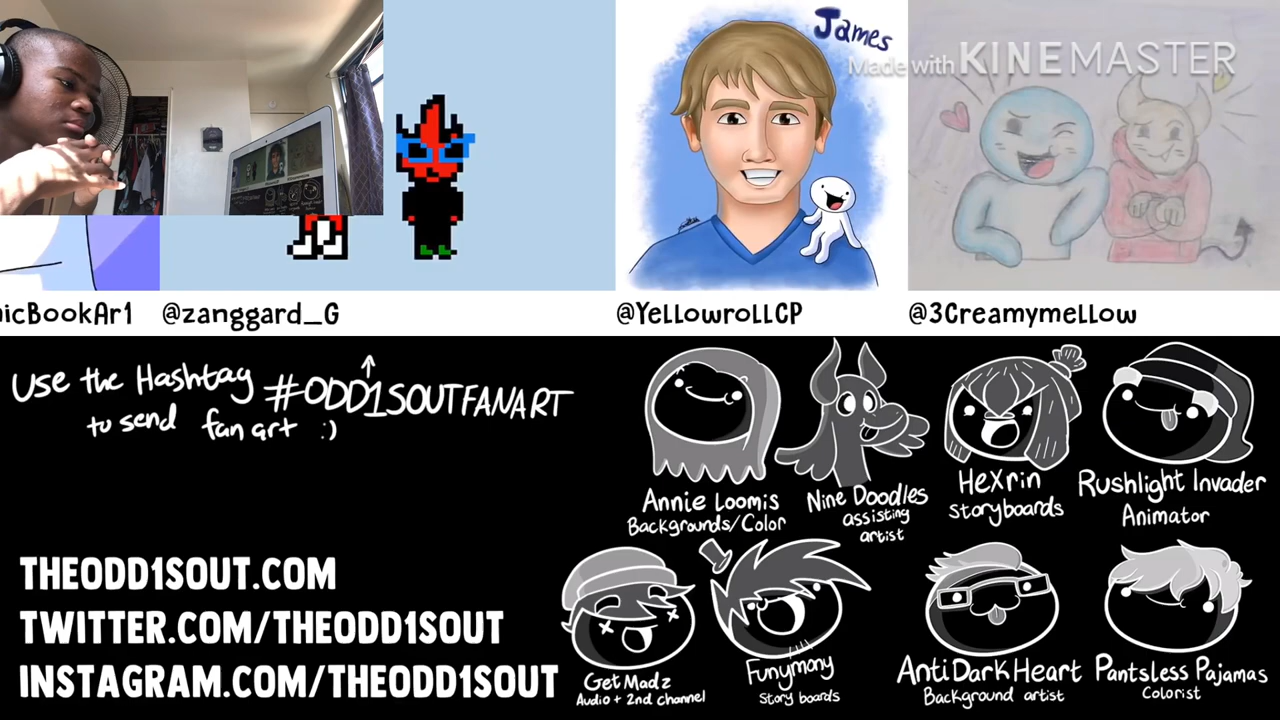 James
Made with KINEMASTER
icBookAr1
@zanggard_G
@YellowrollCP
@3Creamymellow
Use the Hashtag #ODD1SOUTFANART
to send fan art :)
Annie Loomis
Backgrounds/Color
Nine Doodles
assisting
artist
Hexrin
Storyboards
Rushlight Invader
Animator
THEODD1SOUT.COM
TWITTER.COM/THEODD1SOUT
INSTAGRAM.COM/THEODD1SOUT
GetMadz
Audio + 2nd channel
Funymony
Story boards
AntiDarkHeart
Background artist
Pantsless Pajamas
Colorist